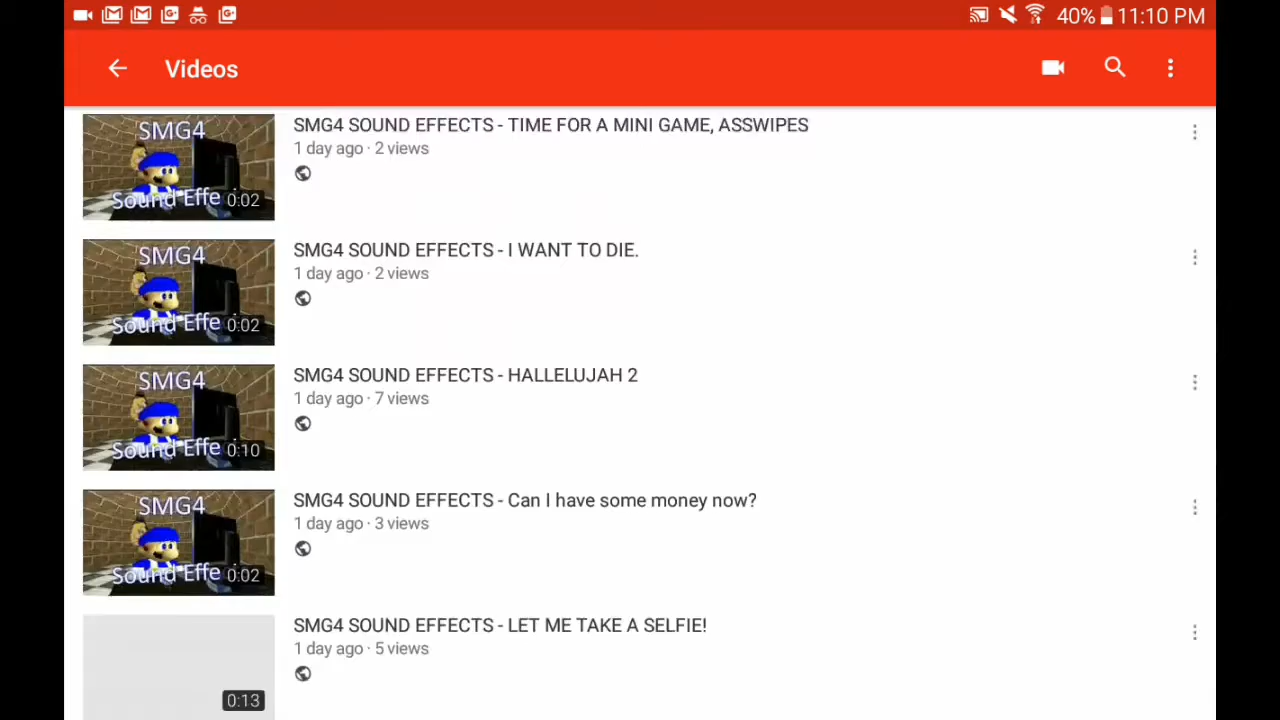 40% 11:10 PM
Videos
SMG4
Sound Effe 0:02
SMG4 SOUND EFFECTS - TIME FOR A MINI GAME, ASSWIPES
1 day ago · 2 views
SMG4
Sound Effe 0:02
SMG4 SOUND EFFECTS - I WANT TO DIE.
1 day ago · 2 views
SMG4
Sound Effe 0:10
SMG4 SOUND EFFECTS - HALLELUJAH 2
1 day ago · 7 views
SMG4
Sound Effe 0:02
SMG4 SOUND EFFECTS - Can I have some money now?
1 day ago · 3 views
0:13
SMG4 SOUND EFFECTS - LET ME TAKE A SELFIE!
1 day ago · 5 views